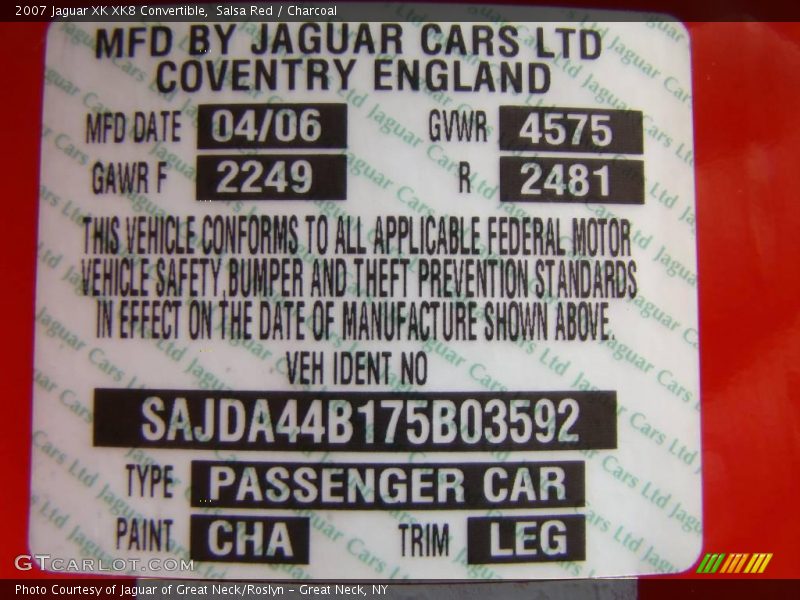 2007 Jaguar XK XK8 Convertible, Salsa Red / Charcoal
MFD BY JAGUAR CARS LTD
COVENTRY ENGLAND
MFD DATE 04/06 GVWR 4575
GAWR F 2249 R 2481
THIS VEHICLE CONFORMS TO ALL APPLICABLE FEDERAL MOTOR
VEHICLE SAFETY, BUMPER AND THEFT PREVENTION STANDARDS
IN EFFECT ON THE DATE OF MANUFACTURE SHOWN ABOVE.
VEH IDENT NO
SAJDA44B175B03592
TYPE PASSENGER CAR
PAINT CHA TRIM LEG
GTCARLOT.COM
Photo Courtesy of Jaguar of Great Neck/Roslyn – Great Neck, NY